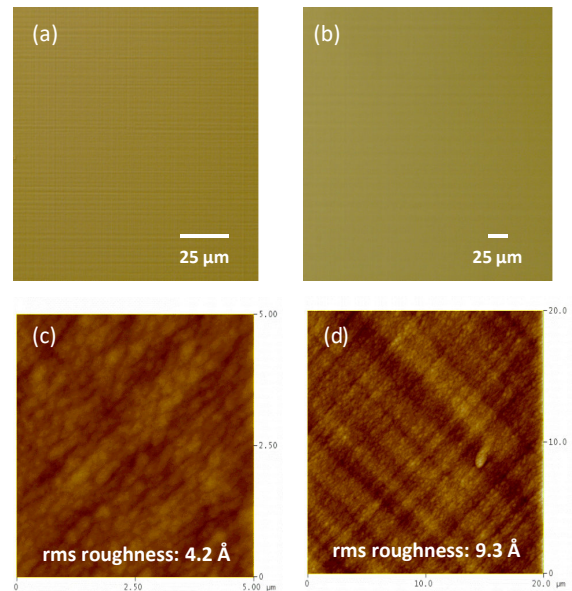 (a)
25 µm
(b)
25 µm
(c)
5.00
2.50
0
rms roughness: 4.2 Å
0
2.50
5.00
µm
(d)
20.0
10.0
0
rms roughness: 9.3 Å
0
10.0
20.0
µm